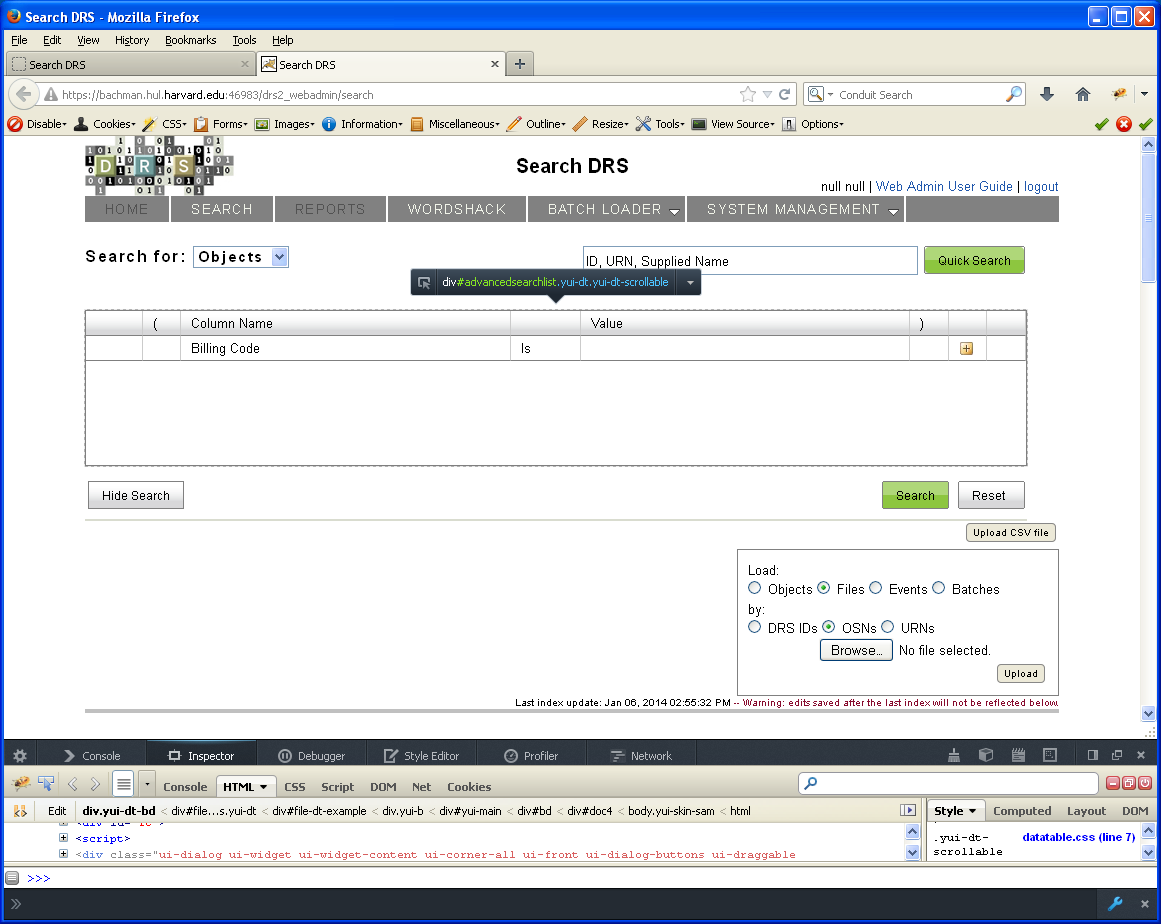 Search DRS - Mozilla Firefox
File Edit View History Bookmarks Tools Help
Search DRS × Search DRS × +
https://bachman.hul.harvard.edu:46983/drs2_webadmin/search Conduit Search
Disable Cookies CSS Forms Images Information Miscellaneous Outline Resize Tools View Source Options
D R S
Search DRS
null null | Web Admin User Guide | logout
HOME SEARCH REPORTS WORDSHACK BATCH LOADER SYSTEM MANAGEMENT
Search for: Objects ID, URN, Supplied Name Quick Search
div#advancedsearchlist.yui-dt.yui-dt-scrollable
( Column Name Value )
Billing Code Is
Hide Search Search Reset
Upload CSV file
Load:
Objects Files Events Batches
by:
DRS IDs OSNs URNs
Browse... No file selected.
Upload
Last index update: Jan 06, 2014 02:55:32 PM -- Warning: edits saved after the last index will not be reflected below.
Console Inspector Debugger Style Editor Profiler Network
Console HTML CSS Script DOM Net Cookies
Edit div.yui-dt-bd < div#file...s.yui-dt < div#file-dt-example < div.yui-b < div#yui-main < div#bd < div#doc4 < body.yui-skin-sam < html Style Computed Layout DOM
<script>
<div class="ui-dialog ui-widget ui-widget-content ui-corner-all ui-front ui-dialog-buttons ui-draggable
.yui-dt- datatable.css (line 7)
scrollable
>>>